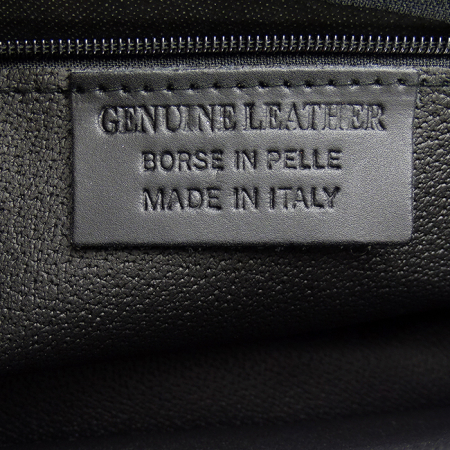 GENUINE LEATHER
BORSE IN PELLE
MADE IN ITALY